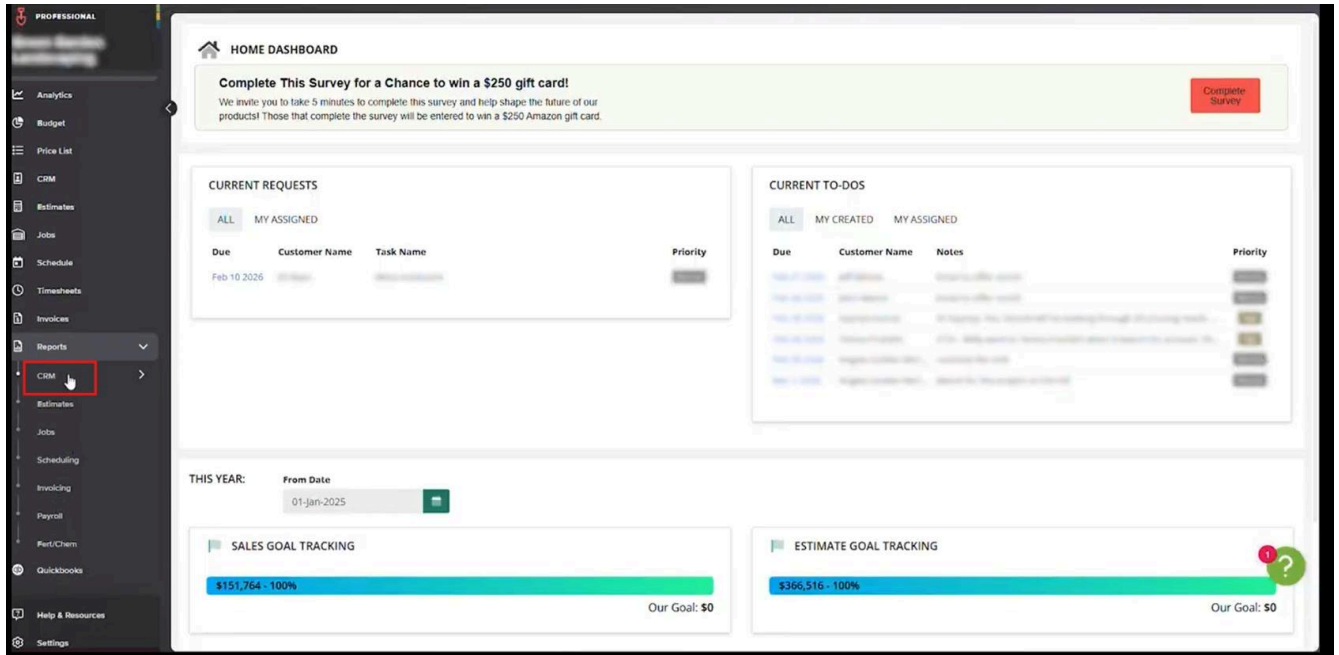 PROFESSIONAL
Analytics
Budget
Price List
CRM
Estimates
Jobs
Schedule
Timesheets
Invoices
Reports
CRM
Estimates
Jobs
Scheduling
Invoicing
Payroll
Fert/Chem
Quickbooks
Help & Resources
Settings
HOME DASHBOARD
Complete This Survey for a Chance to win a $250 gift card!
We invite you to take 5 minutes to complete this survey and help shape the future of our
products! Those that complete the survey will be entered to win a $250 Amazon gift card.
Complete
Survey
CURRENT REQUESTS
ALL MY ASSIGNED
Due Customer Name Task Name Priority
Feb 10 2026
CURRENT TO-DOS
ALL MY CREATED MY ASSIGNED
Due Customer Name Notes Priority
THIS YEAR: From Date
01-Jan-2025
SALES GOAL TRACKING
$151,764 - 100%
Our Goal: $0
ESTIMATE GOAL TRACKING
$366,516 - 100%
Our Goal: $0
1
?